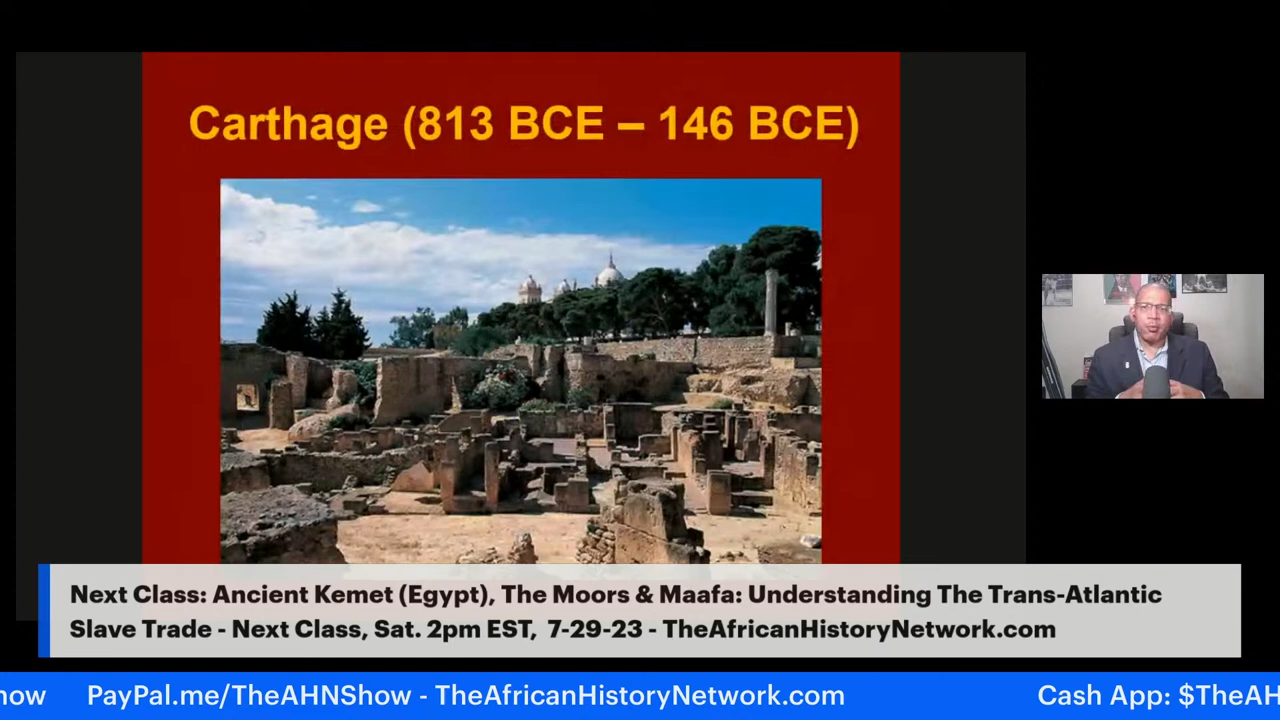 Carthage (813 BCE – 146 BCE)
Next Class: Ancient Kemet (Egypt), The Moors & Maafa: Understanding The Trans-Atlantic
Slave Trade - Next Class, Sat. 2pm EST, 7-29-23 - TheAfricanHistoryNetwork.com
PayPal.me/TheAHNShow - TheAfricanHistoryNetwork.com
Cash App: